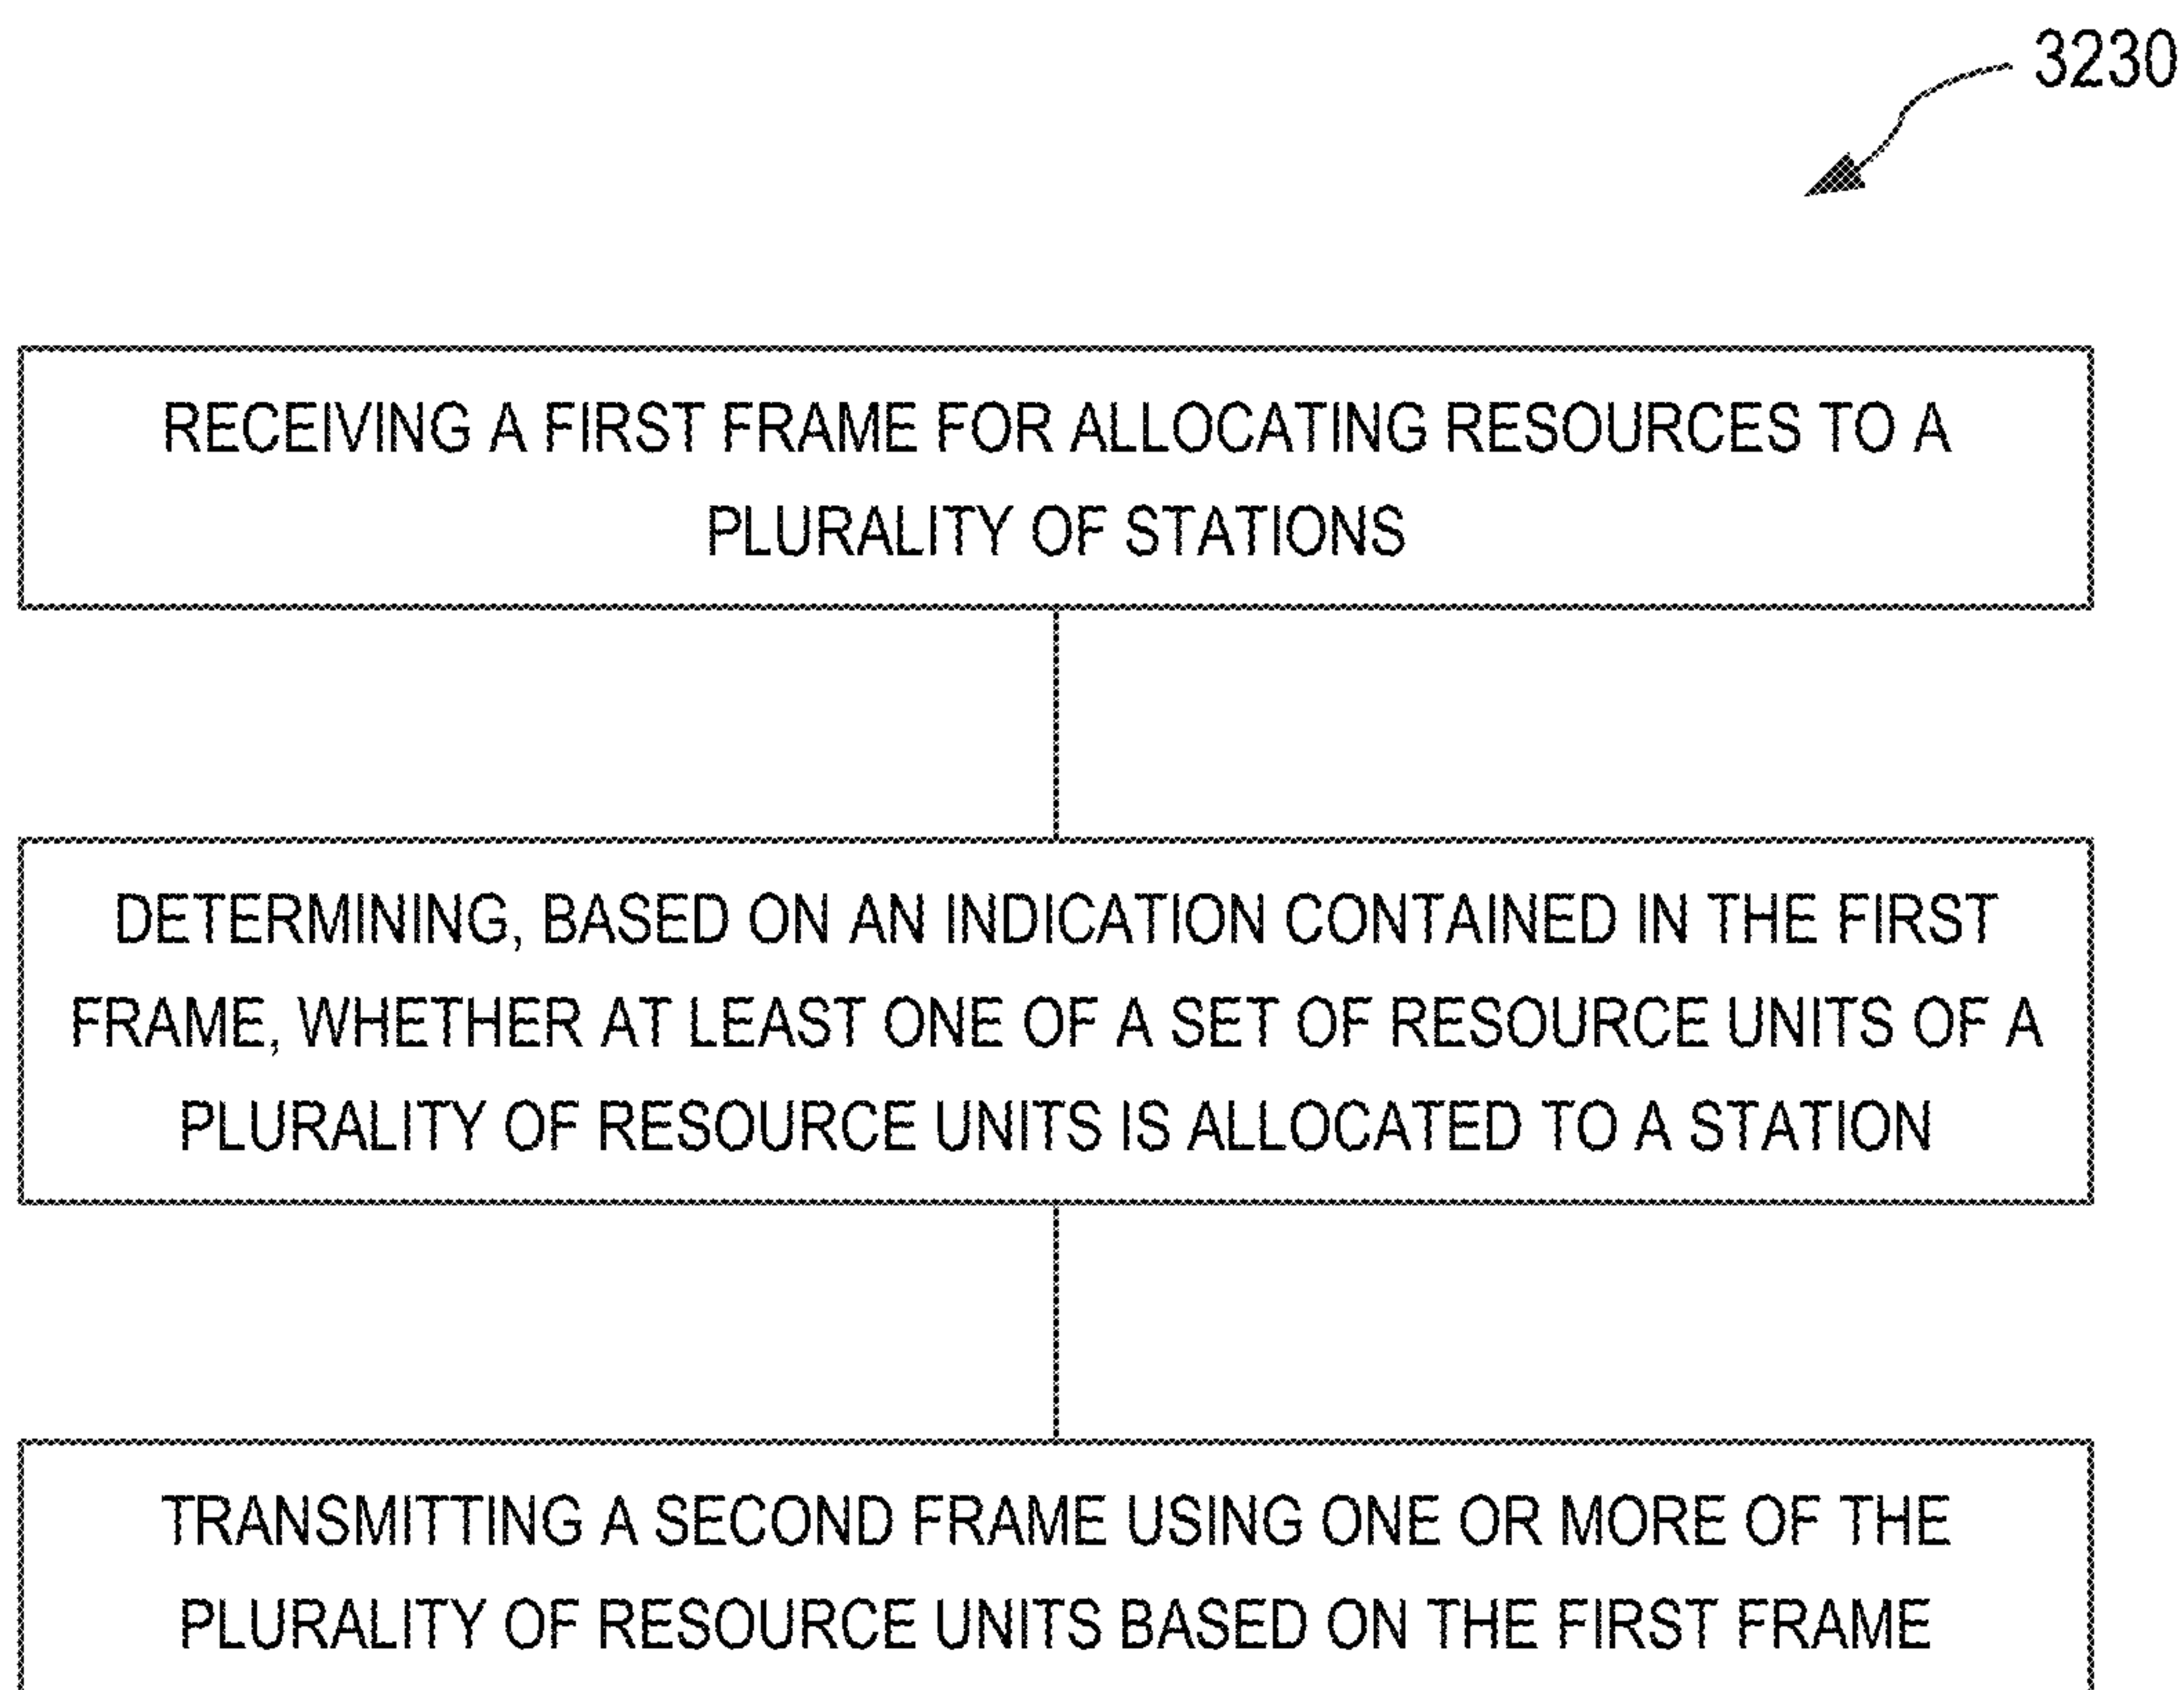 3230
RECEIVING A FIRST FRAME FOR ALLOCATING RESOURCES TO A
PLURALITY OF STATIONS
DETERMINING, BASED ON AN INDICATION CONTAINED IN THE FIRST
FRAME, WHETHER AT LEAST ONE OF A SET OF RESOURCE UNITS OF A
PLURALITY OF RESOURCE UNITS IS ALLOCATED TO A STATION
TRANSMITTING A SECOND FRAME USING ONE OR MORE OF THE
PLURALITY OF RESOURCE UNITS BASED ON THE FIRST FRAME